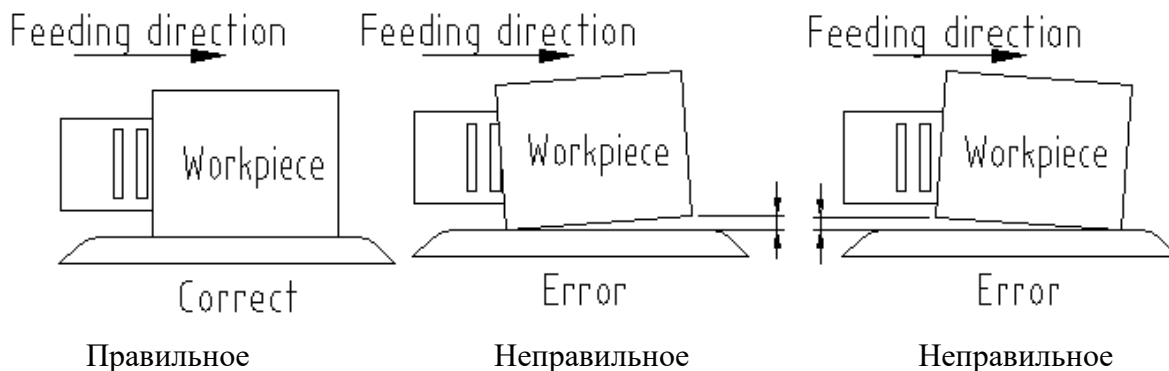 Feeding direction
Feeding direction
Feeding direction
Workpiece
Workpiece
Workpiece
Correct
Error
Error
Правильное
Неправильное
Неправильное